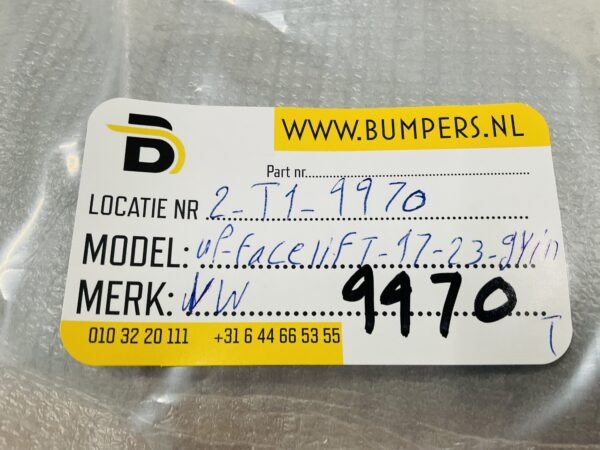 B
WWW.BUMPERS.NL
Part nr.
LOCATIE NR 2-T1-9970
MODEL: uP-facelifT-17-23-gyin
MERK: VW 9970
T
010 32 20 111 +31 6 44 66 53 55